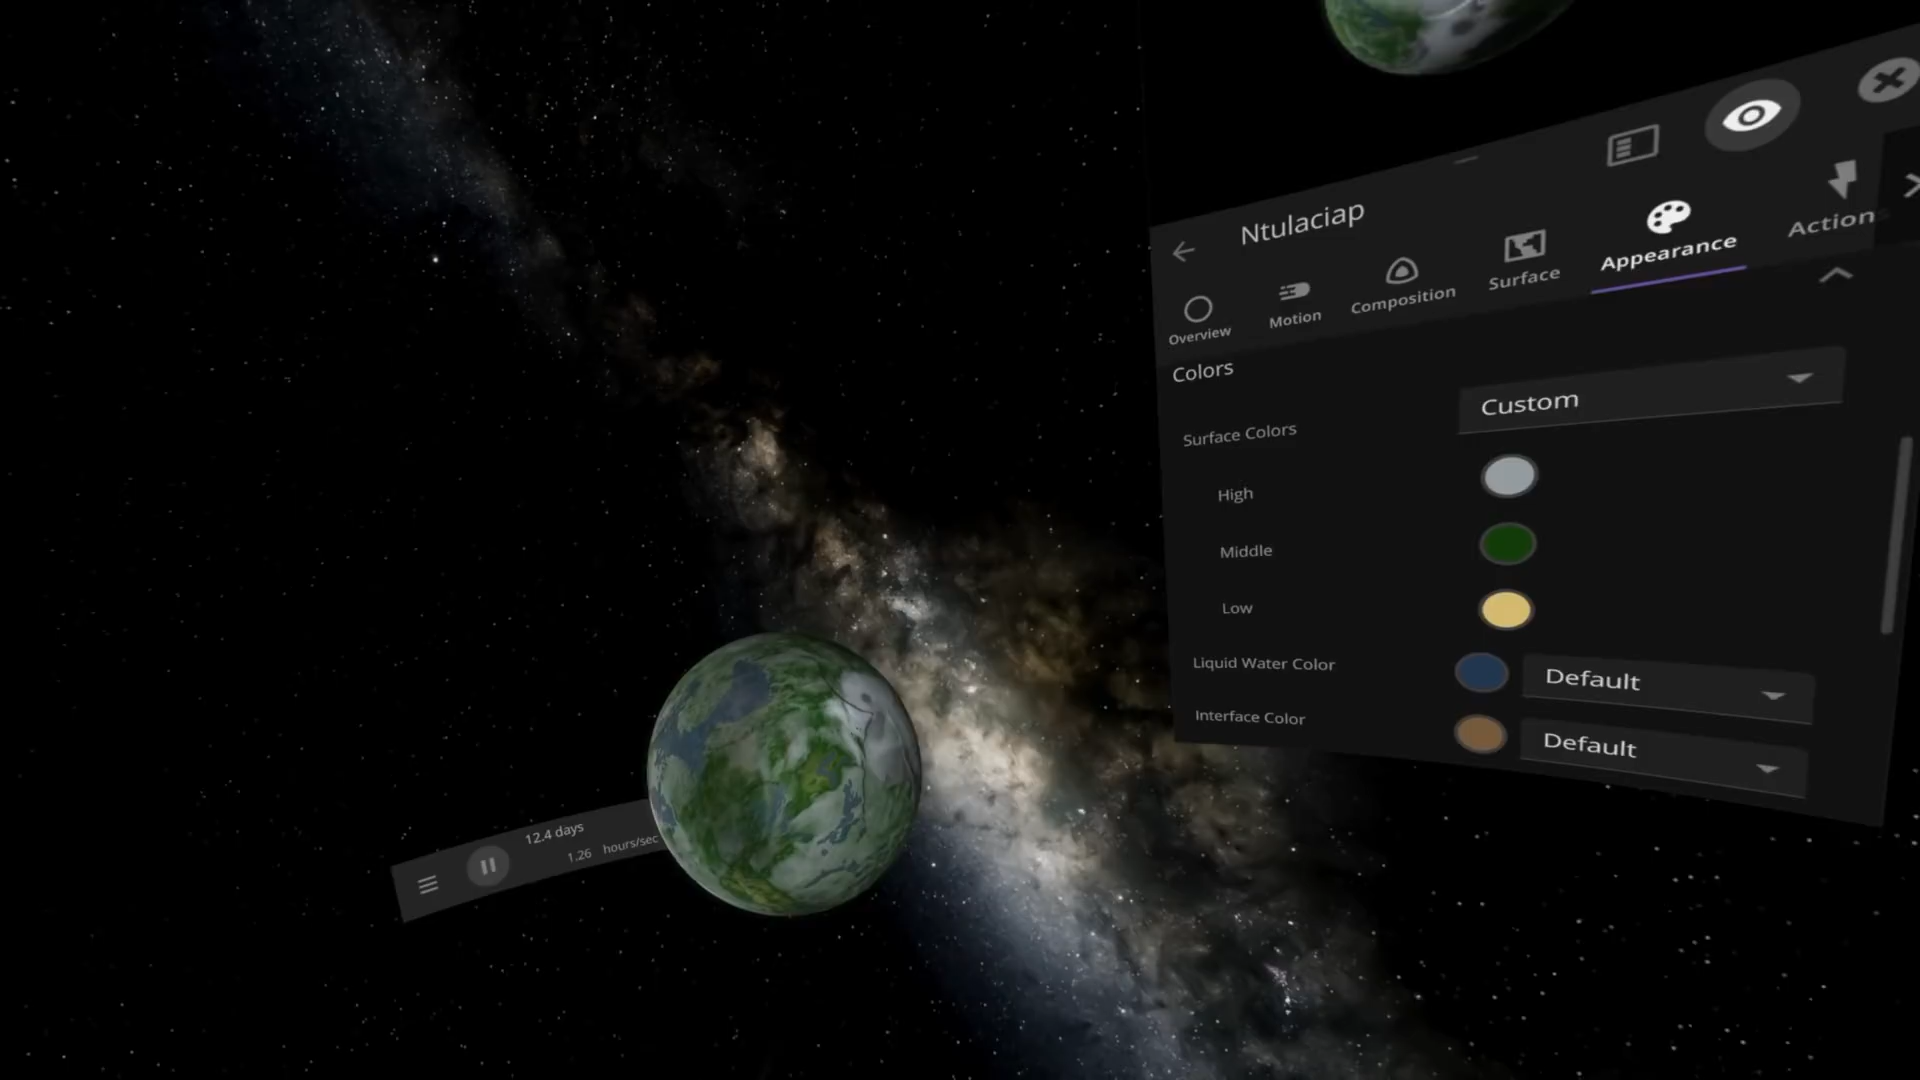 Ntulaciap
Overview
Motion
Composition
Surface
Appearance
Action
Colors
Surface Colors
Custom
High
Middle
Low
Liquid Water Color
Default
Interface Color
Default
12.4 days
1.26 hours/sec